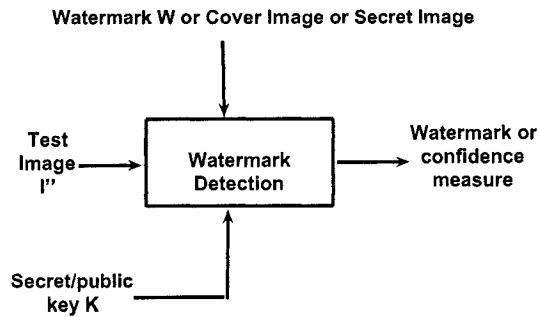 Watermark W or Cover Image or Secret Image
Test
Image
I''
Watermark
Detection
Watermark or
confidence
measure
Secret/public
key K